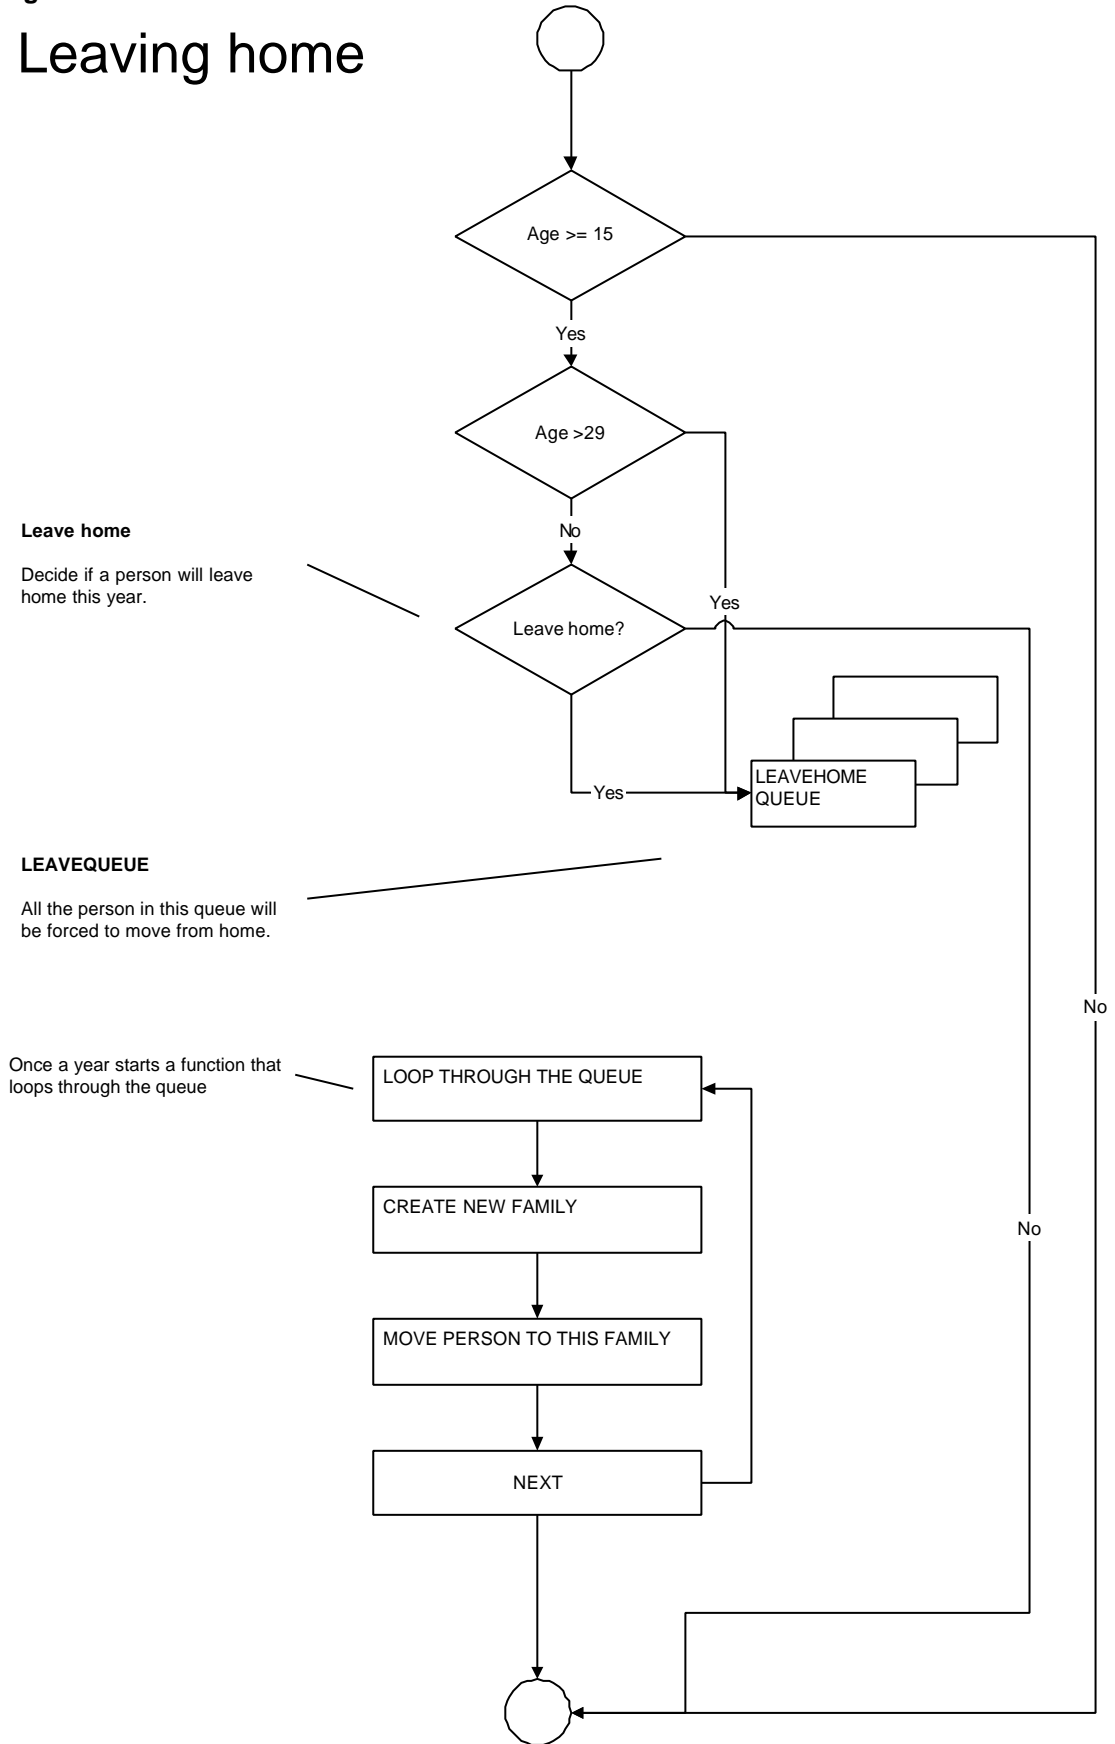 Leaving home
Age >= 15
Yes
Age >29
No
Leave home
Decide if a person will leave
home this year.
Yes
Leave home?
LEAVEHOME
QUEUE
Yes
LEAVEQUEUE
All the person in this queue will
be forced to move from home.
No
Once a year starts a function that
loops through the queue
LOOP THROUGH THE QUEUE
CREATE NEW FAMILY
No
MOVE PERSON TO THIS FAMILY
NEXT